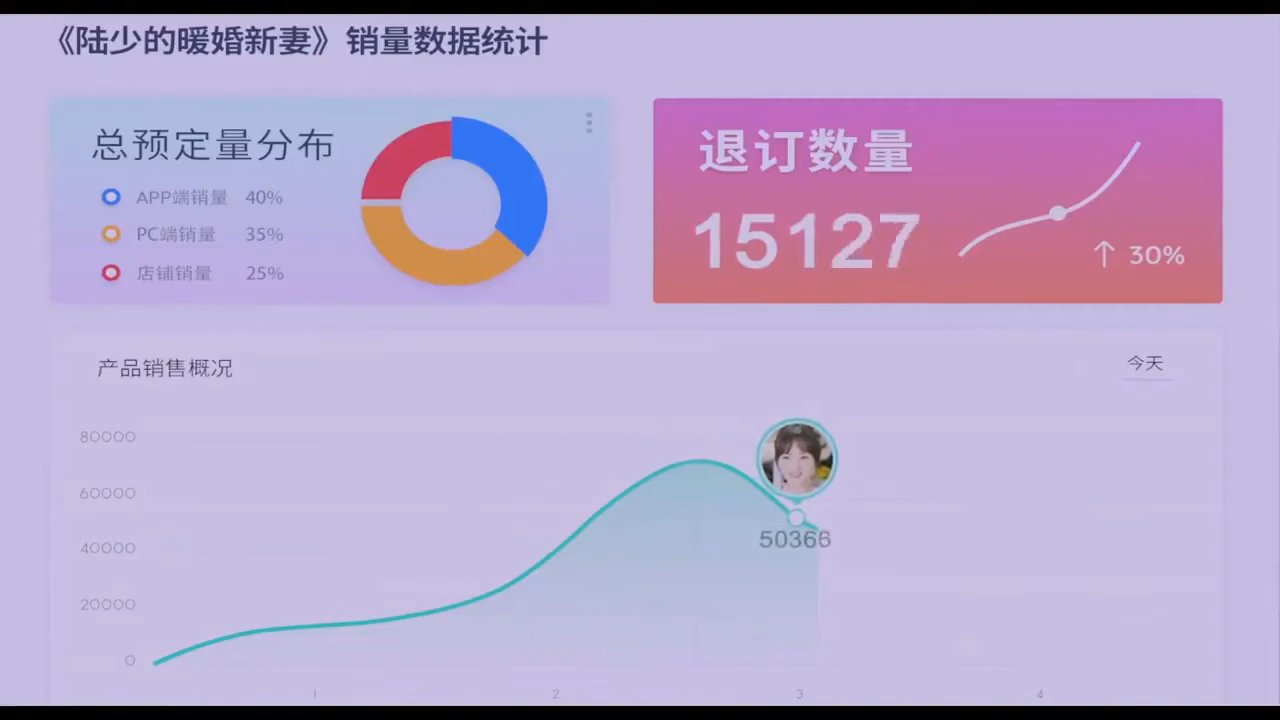 《陆少的暖婚新妻》销量数据统计
总预定量分布
APP端销量 40%
PC端销量 35%
店铺销量 25%
退订数量
15127
↑ 30%
产品销售概况
今天
80000
60000
40000
20000
0
50366
1 2 3 4